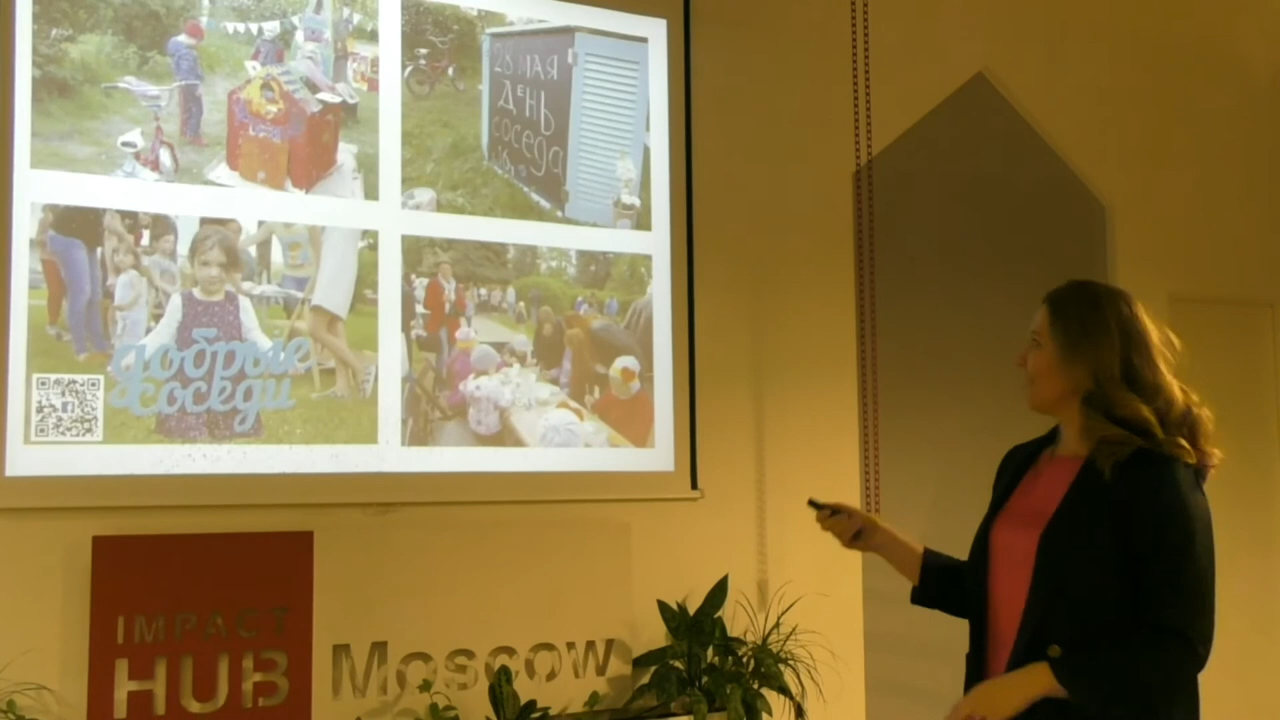 28 МАЯ
ДЕНЬ
соседа
добрые
соседи
IMPACT
HUB
Moscow